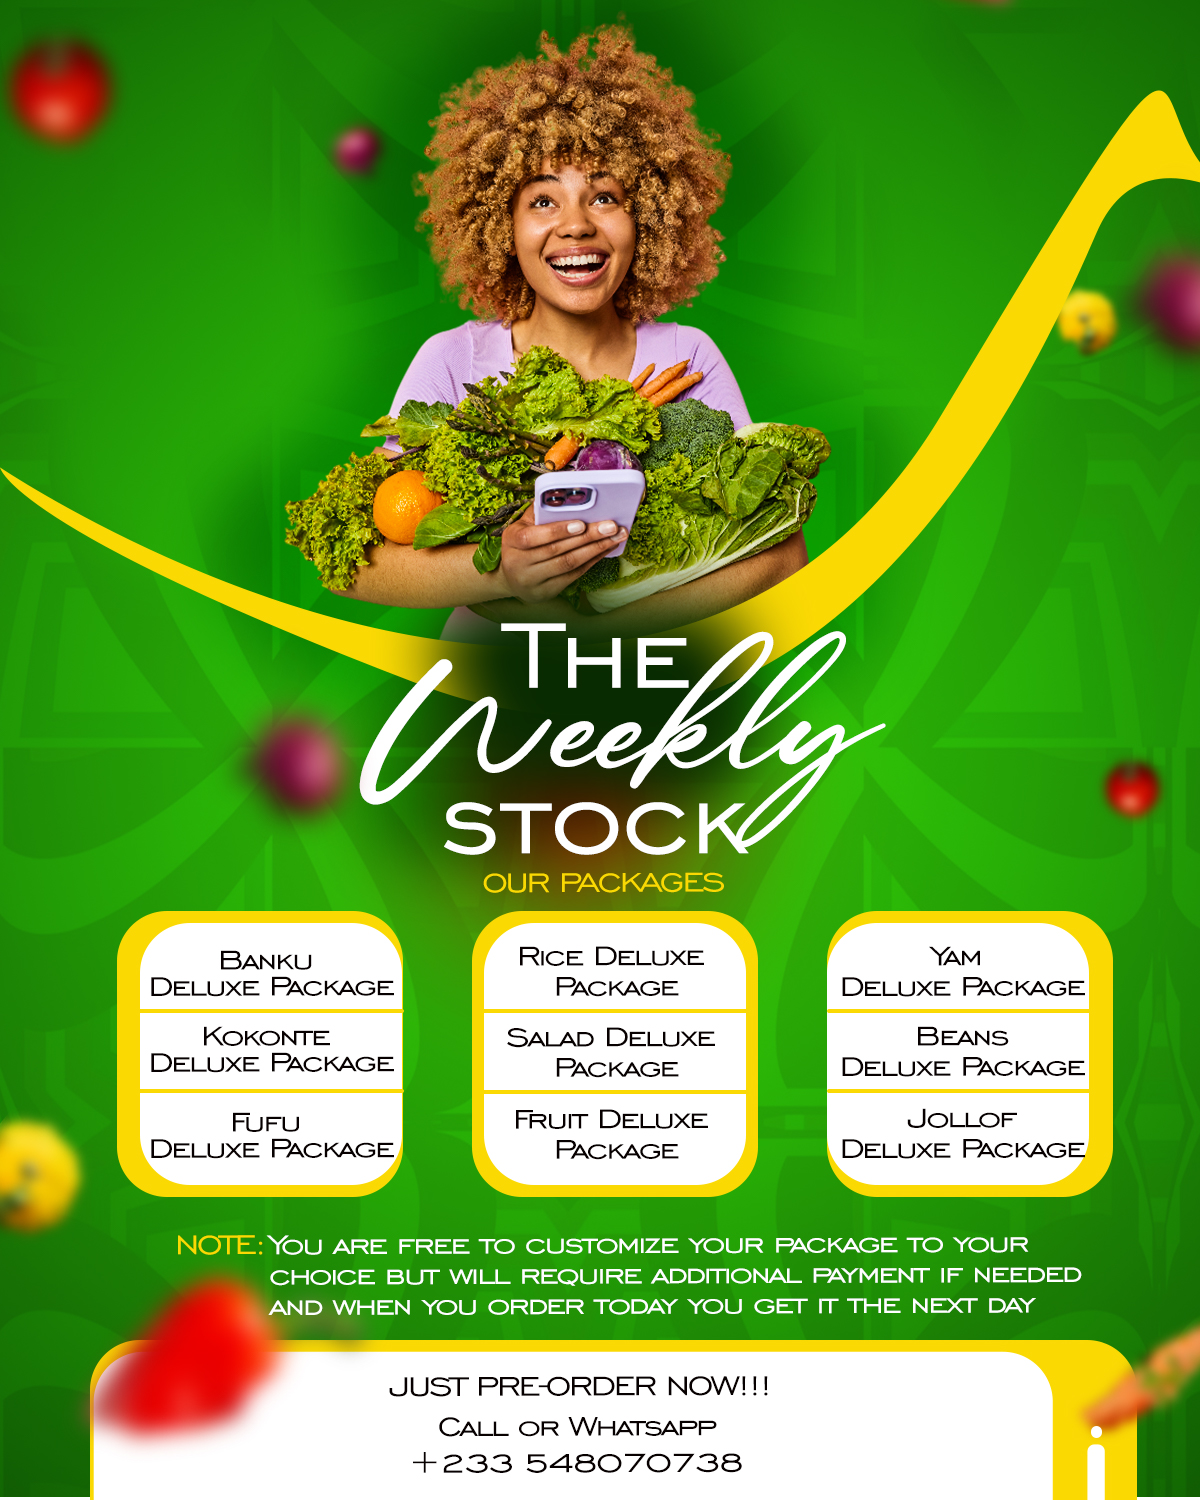 The
Weekly
STOCK
OUR PACKAGES
Banku
Deluxe Package
Kokonte
Deluxe Package
Fufu
Deluxe Package
Rice Deluxe
Package
Salad Deluxe
Package
Fruit Deluxe
Package
Yam
Deluxe Package
Beans
Deluxe Package
Jollof
Deluxe Package
NOTE: You are free to customize your package to your
choice but will require additional payment if needed
and when you order today you get it the next day
JUST PRE-ORDER NOW!!!
Call or Whatsapp
+233 548070738
i